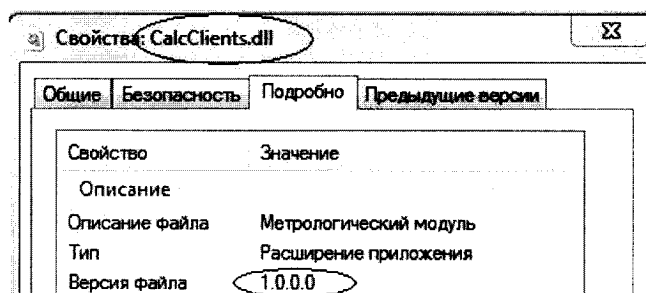 Свойства: CalcClients.dll
Общие Безопасность Подробно Предыдущие версии
Свойство Значение
Описание
Описание файла Метрологический модуль
Тип Расширение приложения
Версия файла 1.0.0.0